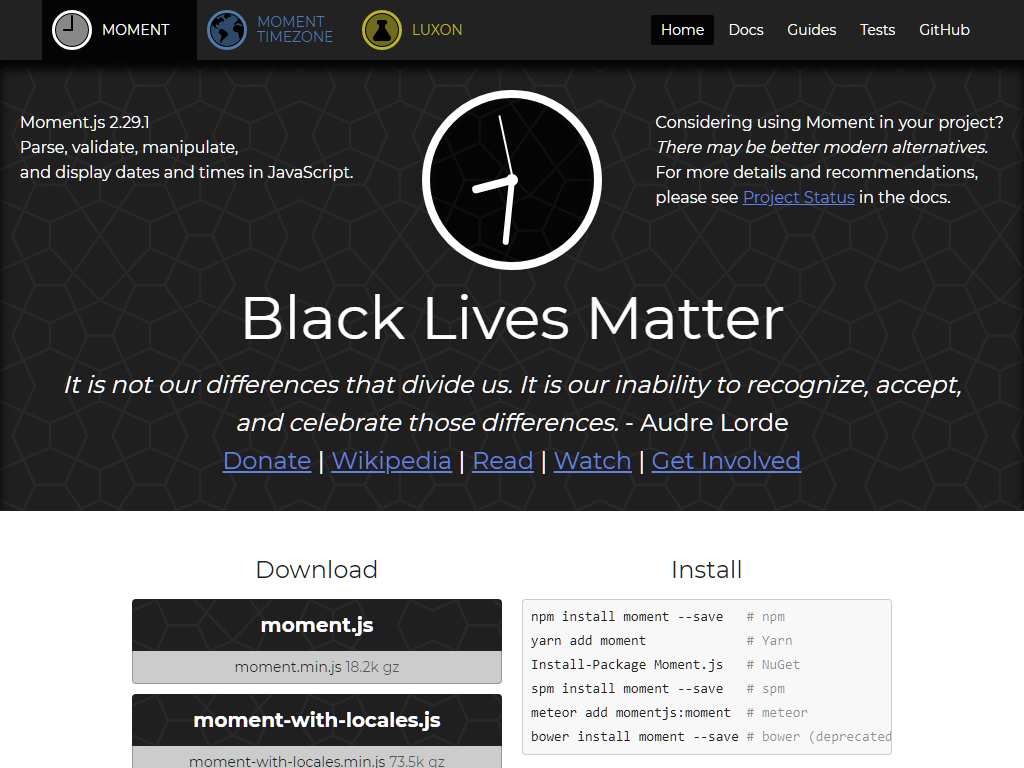 MOMENT
MOMENT
TIMEZONE
LUXON
Home
Docs
Guides
Tests
GitHub
Moment.js 2.29.1
Parse, validate, manipulate,
and display dates and times in JavaScript.
Considering using Moment in your project?
There may be better modern alternatives.
For more details and recommendations,
please see Project Status in the docs.
Black Lives Matter
It is not our differences that divide us. It is our inability to recognize, accept,
and celebrate those differences. - Audre Lorde
Donate | Wikipedia | Read | Watch | Get Involved
Download
moment.js
moment.min.js 18.2k gz
moment-with-locales.js
moment-with-locales.min.js 73.5k gz
Install
npm install moment --save # npm
yarn add moment # Yarn
Install-Package Moment.js # NuGet
spm install moment --save # spm
meteor add momentjs:moment # meteor
bower install moment --save # bower (deprecated